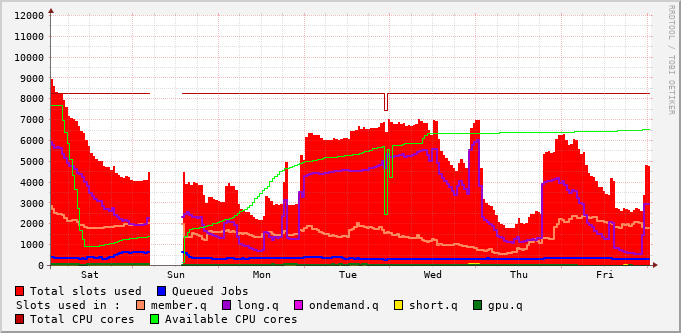 RRDTOOL / TOBI OETIKER
12000
11000
10000
9000
8000
7000
6000
5000
4000
3000
2000
1000
0
Sat Sun Mon Tue Wed Thu Fri
Total slots used Queued Jobs
Slots used in : member.q long.q ondemand.q short.q gpu.q
Total CPU cores Available CPU cores